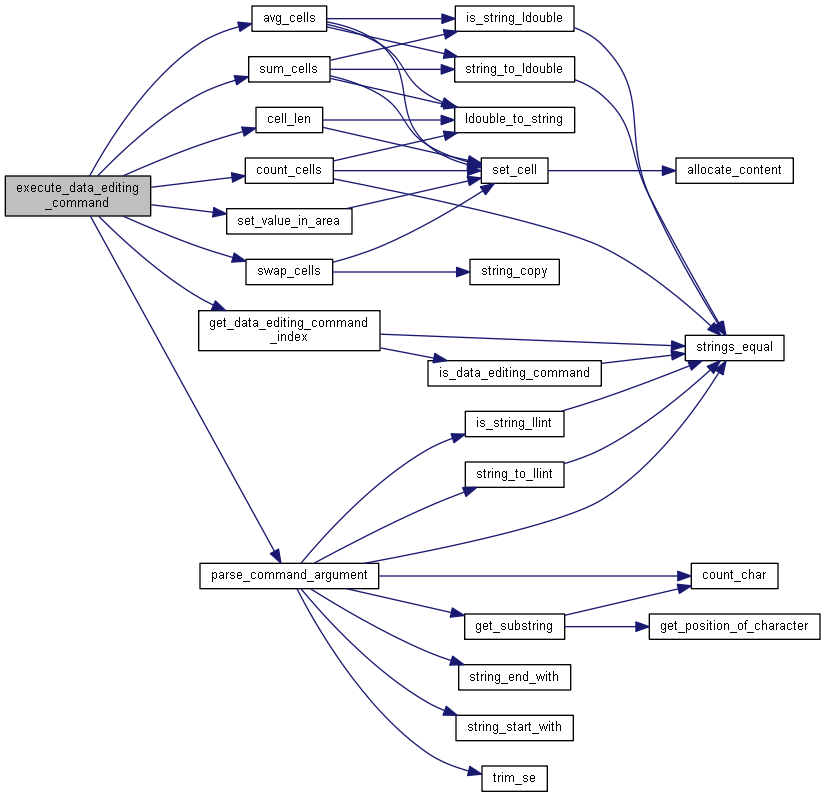 execute_data_editing
_command
avg_cells
sum_cells
cell_len
count_cells
set_value_in_area
swap_cells
get_data_editing_command
_index
parse_command_argument
is_string_ldouble
string_to_ldouble
ldouble_to_string
set_cell
string_copy
is_data_editing_command
is_string_llint
string_to_llint
get_substring
string_end_with
string_start_with
trim_se
allocate_content
strings_equal
count_char
get_position_of_character